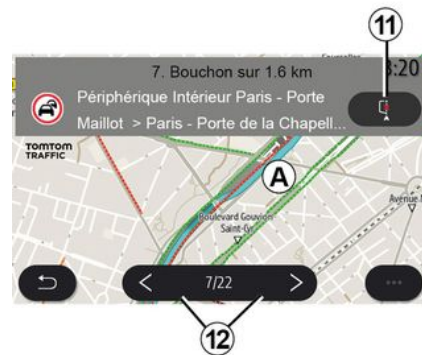 11
7. Bouchon sur 1.6 km
:20
Périphérique Intérieur Paris - Porte
Maillot > Paris - Porte de la Chapell...
TOMTOM
TRAFFIC
A
Boulevard Gouvion-
Saint-Cyr
7/22
12